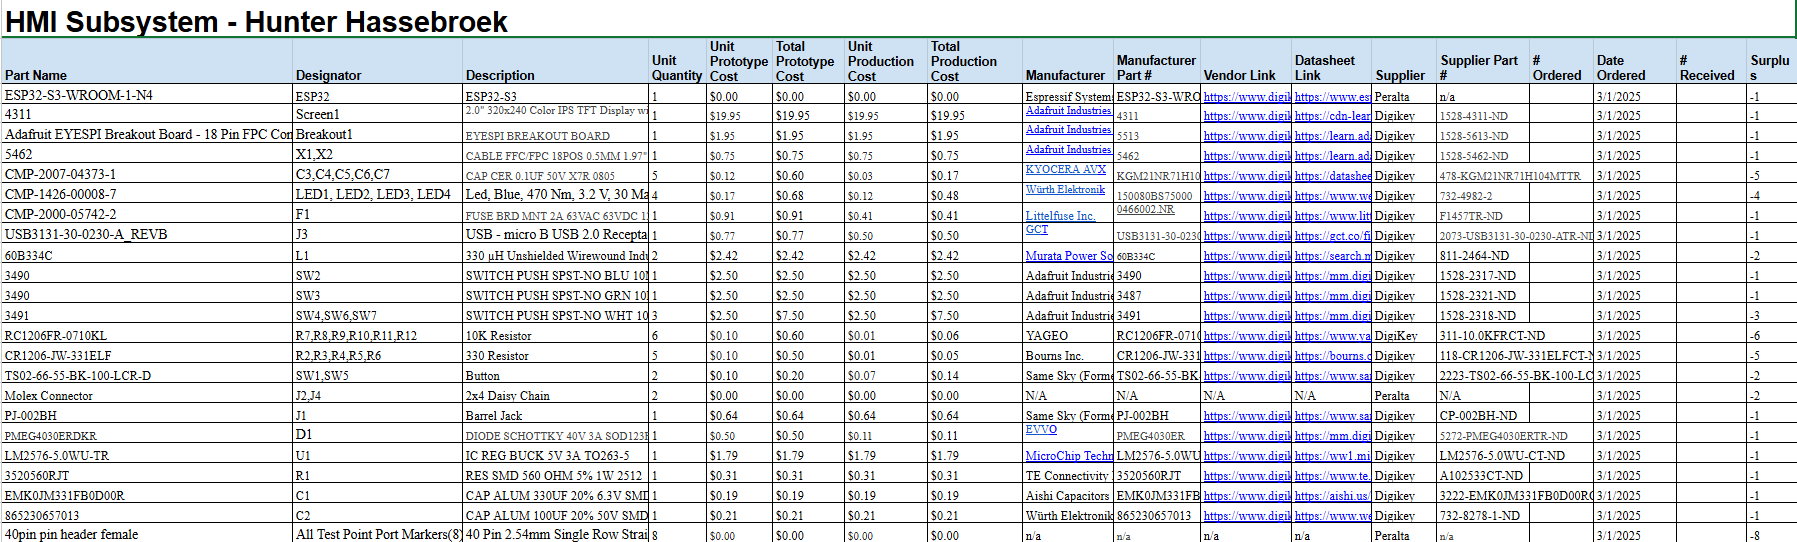 HMI Subsystem - Hunter Hassebroek
Part Name Designator Description Unit Quantity Unit Prototype Cost Total Prototype Cost Unit Production Cost Total Production Cost Manufacturer Manufacturer Part # Vendor Link Datasheet Link Supplier Supplier Part # # Ordered Date Ordered # Received Surplus
ESP32-S3-WROOM-1-N4 ESP32 ESP32-S3 1 $0.00 $0.00 $0.00 $0.00 Espressif System ESP32-S3-WRO https://www.digik https://www.esp Peralta n/a 3/1/2025 -1
4311 Screen1 2.0" 320x240 Color IPS TFT Display wi 1 $19.95 $19.95 $19.95 $19.95 Adafruit Industries 4311 https://www.digik https://cdn-lear Digikey 1528-4311-ND 3/1/2025 -1
Adafruit EYESPI Breakout Board - 18 Pin FPC Con Breakout1 EYESPI BREAKOUT BOARD 1 $1.95 $1.95 $1.95 $1.95 Adafruit Industries 5513 https://www.digik https://learn.ada Digikey 1528-5613-ND 3/1/2025 -1
5462 X1,X2 CABLE FFC/FPC 18POS 0.5MM 1.97" 1 $0.75 $0.75 $0.75 $0.75 Adafruit Industries 5462 https://www.digik https://learn.ada Digikey 1528-5462-ND 3/1/2025 -1
CMP-2007-04373-1 C3,C4,C5,C6,C7 CAP CER 0.1UF 50V X7R 0805 5 $0.12 $0.60 $0.03 $0.17 KYOCERA AVX KGM21NR71H10 https://www.digik https://datashee Digikey 478-KGM21NR71H104MTTR 3/1/2025 -5
CMP-1426-00008-7 LED1, LED2, LED3, LED4 Led, Blue, 470 Nm, 3.2 V, 30 Ma 4 $0.17 $0.68 $0.12 $0.48 Würth Elektronik 150080BS75000 https://www.digik https://www.we Digikey 732-4982-2 3/1/2025 -4
CMP-2000-05742-2 F1 FUSE BRD MNT 2A 63VAC 63VDC 1 $0.91 $0.91 $0.41 $0.41 Littelfuse Inc. 0466002.NR https://www.digik https://www.litt Digikey F1457TR-ND 3/1/2025 -1
USB3131-30-0230-A_REVB J3 USB - micro B USB 2.0 Recepta 1 $0.77 $0.77 $0.50 $0.50 GCT USB3131-30-0230 https://www.digik https://gct.co/fi Digikey 2073-USB3131-30-0230-ATR-ND 3/1/2025 -1
60B334C L1 330 µH Unshielded Wirewound Indu 2 $2.42 $2.42 $2.42 $2.42 Murata Power So 60B334C https://www.digik https://search.m Digikey 811-2464-ND 3/1/2025 -2
3490 SW2 SWITCH PUSH SPST-NO BLU 10M 1 $2.50 $2.50 $2.50 $2.50 Adafruit Industrie 3490 https://www.digik https://mm.digi Digikey 1528-2317-ND 3/1/2025 -1
3490 SW3 SWITCH PUSH SPST-NO GRN 10 1 $2.50 $2.50 $2.50 $2.50 Adafruit Industrie 3487 https://www.digik https://mm.digi Digikey 1528-2321-ND 3/1/2025 -1
3491 SW4,SW6,SW7 SWITCH PUSH SPST-NO WHT 10 3 $2.50 $7.50 $2.50 $7.50 Adafruit Industrie 3491 https://www.digik https://mm.digi Digikey 1528-2318-ND 3/1/2025 -3
RC1206FR-0710KL R7,R8,R9,R10,R11,R12 10K Resistor 6 $0.10 $0.60 $0.01 $0.06 YAGEO RC1206FR-0710 https://www.digik https://www.ya DigiKey 311-10.0KFRCT-ND 3/1/2025 -6
CR1206-JW-331ELF R2,R3,R4,R5,R6 330 Resistor 5 $0.10 $0.50 $0.01 $0.05 Bourns Inc. CR1206-JW-331 https://www.digik https://bourns.c Digikey 118-CR1206-JW-331ELFCT-N 3/1/2025 -5
TS02-66-55-BK-100-LCR-D SW1,SW5 Button 2 $0.10 $0.20 $0.07 $0.14 Same Sky (Forme TS02-66-55-BK- https://www.digik https://www.sa Digikey 2223-TS02-66-55-BK-100-LC 3/1/2025 -2
Molex Connector J2,J4 2x4 Daisy Chain 2 $0.00 $0.00 $0.00 $0.00 N/A N/A N/A N/A Peralta N/A 3/1/2025 -2
PJ-002BH J1 Barrel Jack 1 $0.64 $0.64 $0.64 $0.64 Same Sky (Forme PJ-002BH https://www.digik https://www.sa Digikey CP-002BH-ND 3/1/2025 -1
PMEG4030ERDKR D1 DIODE SCHOTTKY 40V 3A SOD123 1 $0.50 $0.50 $0.11 $0.11 EVVO PMEG4030ER https://www.digik https://mm.digi Digikey 5272-PMEG4030ERTR-ND 3/1/2025 -1
LM2576-5.0WU-TR U1 IC REG BUCK 5V 3A TO263-5 1 $1.79 $1.79 $1.79 $1.79 MicroChip Techn LM2576-5.0WU https://www.digik https://ww1.mi Digikey LM2576-5.0WU-CT-ND 3/1/2025 -1
3520560RJT R1 RES SMD 560 OHM 5% 1W 2512 1 $0.31 $0.31 $0.31 $0.31 TE Connectivity 3520560RJT https://www.digik https://www.te. Digikey A102533CT-ND 3/1/2025 -1
EMK0JM331FB0D00R C1 CAP ALUM 330UF 20% 6.3V SMD 1 $0.19 $0.19 $0.19 $0.19 Aishi Capacitors EMK0JM331FB https://www.digik https://aishi.us/ Digikey 3222-EMK0JM331FB0D00RC 3/1/2025 -1
865230657013 C2 CAP ALUM 100UF 20% 50V SMD 1 $0.21 $0.21 $0.21 $0.21 Würth Elektronik 865230657013 https://www.digik https://www.we Digikey 732-8278-1-ND 3/1/2025 -1
40pin pin header female All Test Point Port Markers(8) 40 Pin 2.54mm Single Row Strai 8 $0.00 $0.00 $0.00 $0.00 n/a n/a n/a n/a Peralta n/a 3/1/2025 -8